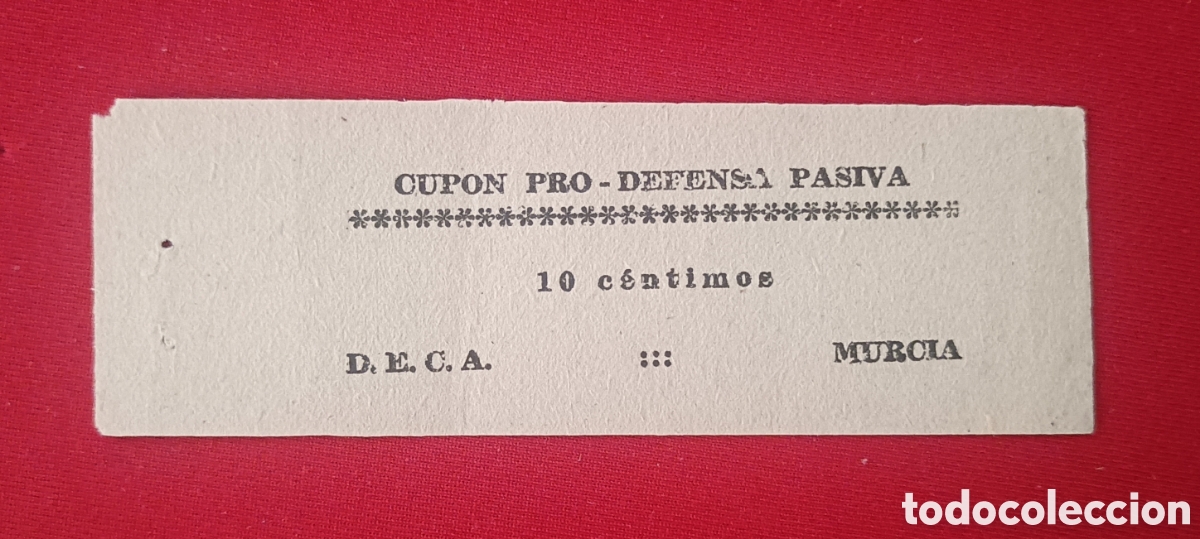 CUPON PRO-DEFENSA PASIVA
******************************
10 céntimos
D. E. C. A. ::: MURCIA
todocoleccion